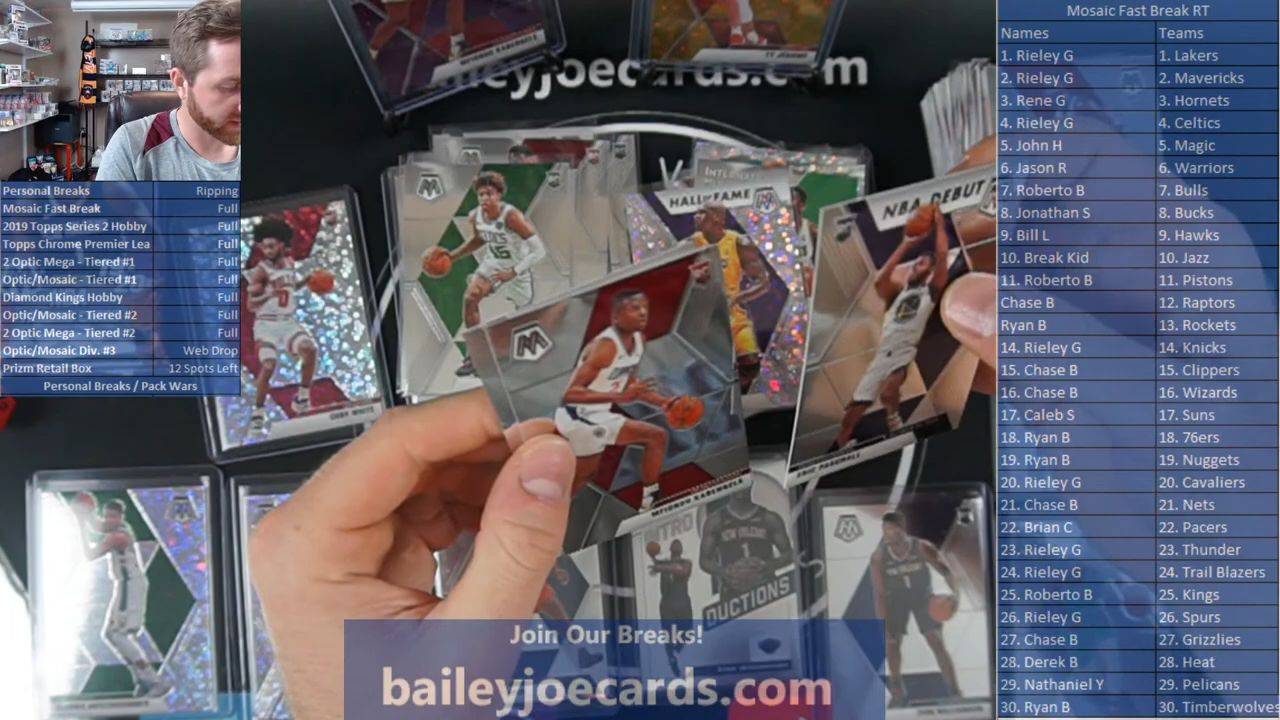 Personal Breaks Ripping
Mosaic Fast Break Full
2019 Topps Series 2 Hobby Full
Topps Chrome Premier Lea Full
2 Optic Mega - Tiered #1 Full
Optic/Mosaic - Tiered #1 Full
Diamond Kings Hobby Full
Optic/Mosaic - Tiered #2 Full
2 Optic Mega - Tiered #2 Full
Optic/Mosaic Div. #3 Web Drop
Prizm Retail Box 12 Spots Left
Personal Breaks / Pack Wars
HALL OF FAME
NBA DEBUT
COBY WHITE
NEW ORLEANS
1
DUCTIONS
Join Our Breaks!
baileyjoecards.com
Mosaic Fast Break RT
Names Teams
1. Rieley G 1. Lakers
2. Rieley G 2. Mavericks
3. Rene G 3. Hornets
4. Rieley G 4. Celtics
5. John H 5. Magic
6. Jason R 6. Warriors
7. Roberto B 7. Bulls
8. Jonathan S 8. Bucks
9. Bill L 9. Hawks
10. Break Kid 10. Jazz
11. Roberto B 11. Pistons
Chase B 12. Raptors
Ryan B 13. Rockets
14. Rieley G 14. Knicks
15. Chase B 15. Clippers
16. Chase B 16. Wizards
17. Caleb S 17. Suns
18. Ryan B 18. 76ers
19. Ryan B 19. Nuggets
20. Rieley G 20. Cavaliers
21. Chase B 21. Nets
22. Brian C 22. Pacers
23. Rieley G 23. Thunder
24. Rieley G 24. Trail Blazers
25. Roberto B 25. Kings
26. Rieley G 26. Spurs
27. Chase B 27. Grizzlies
28. Derek B 28. Heat
29. Nathaniel Y 29. Pelicans
30. Ryan B 30. Timberwolves